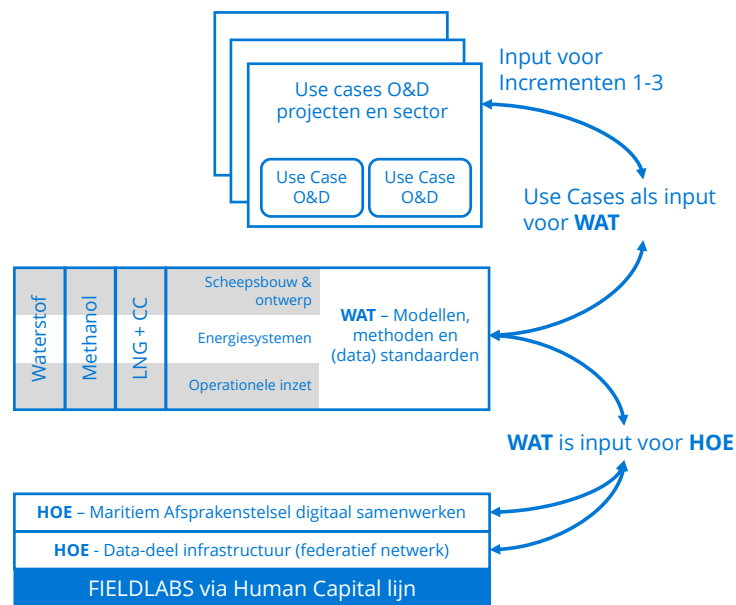 Input voor
Incrementen 1-3
Use cases O&D
projecten en sector
Use Case
O&D
Use Case
O&D
Use Cases als input
voor WAT
Waterstof
Methanol
LNG + CC
Scheepsbouw &
ontwerp
Energiesystemen
Operationele inzet
WAT – Modellen,
methoden en
(data) standaarden
WAT is input voor HOE
HOE – Maritiem Afsprakenstelsel digitaal samenwerken
HOE - Data-deel infrastructuur (federatief netwerk)
FIELDLABS via Human Capital lijn